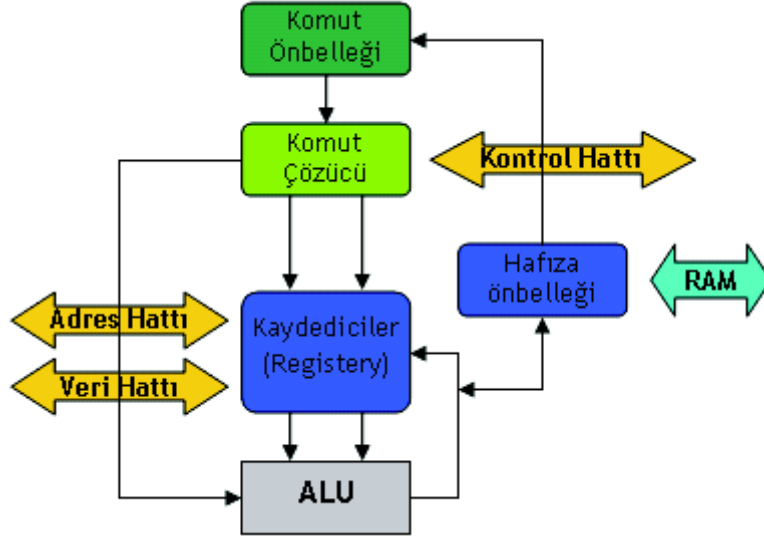 Komut
Önbelleği
Komut
Çözücü
Kontrol Hattı
Hafıza
önbelleği
RAM
Adres Hattı
Kaydediciler
(Registery)
Veri Hattı
ALU